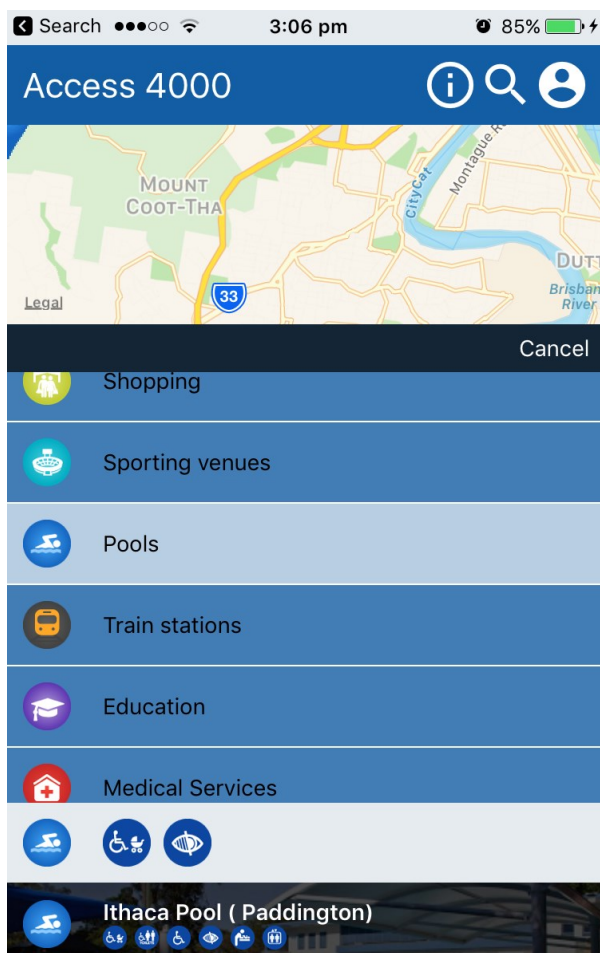 Search 3:06 pm 85%
Access 4000
Montague
CityCat
MOUNT
COOT-THA
DUTT
Brisban
River
33
Legal
Cancel
Shopping
Sporting venues
Pools
Train stations
Education
Medical Services
Ithaca Pool ( Paddington)